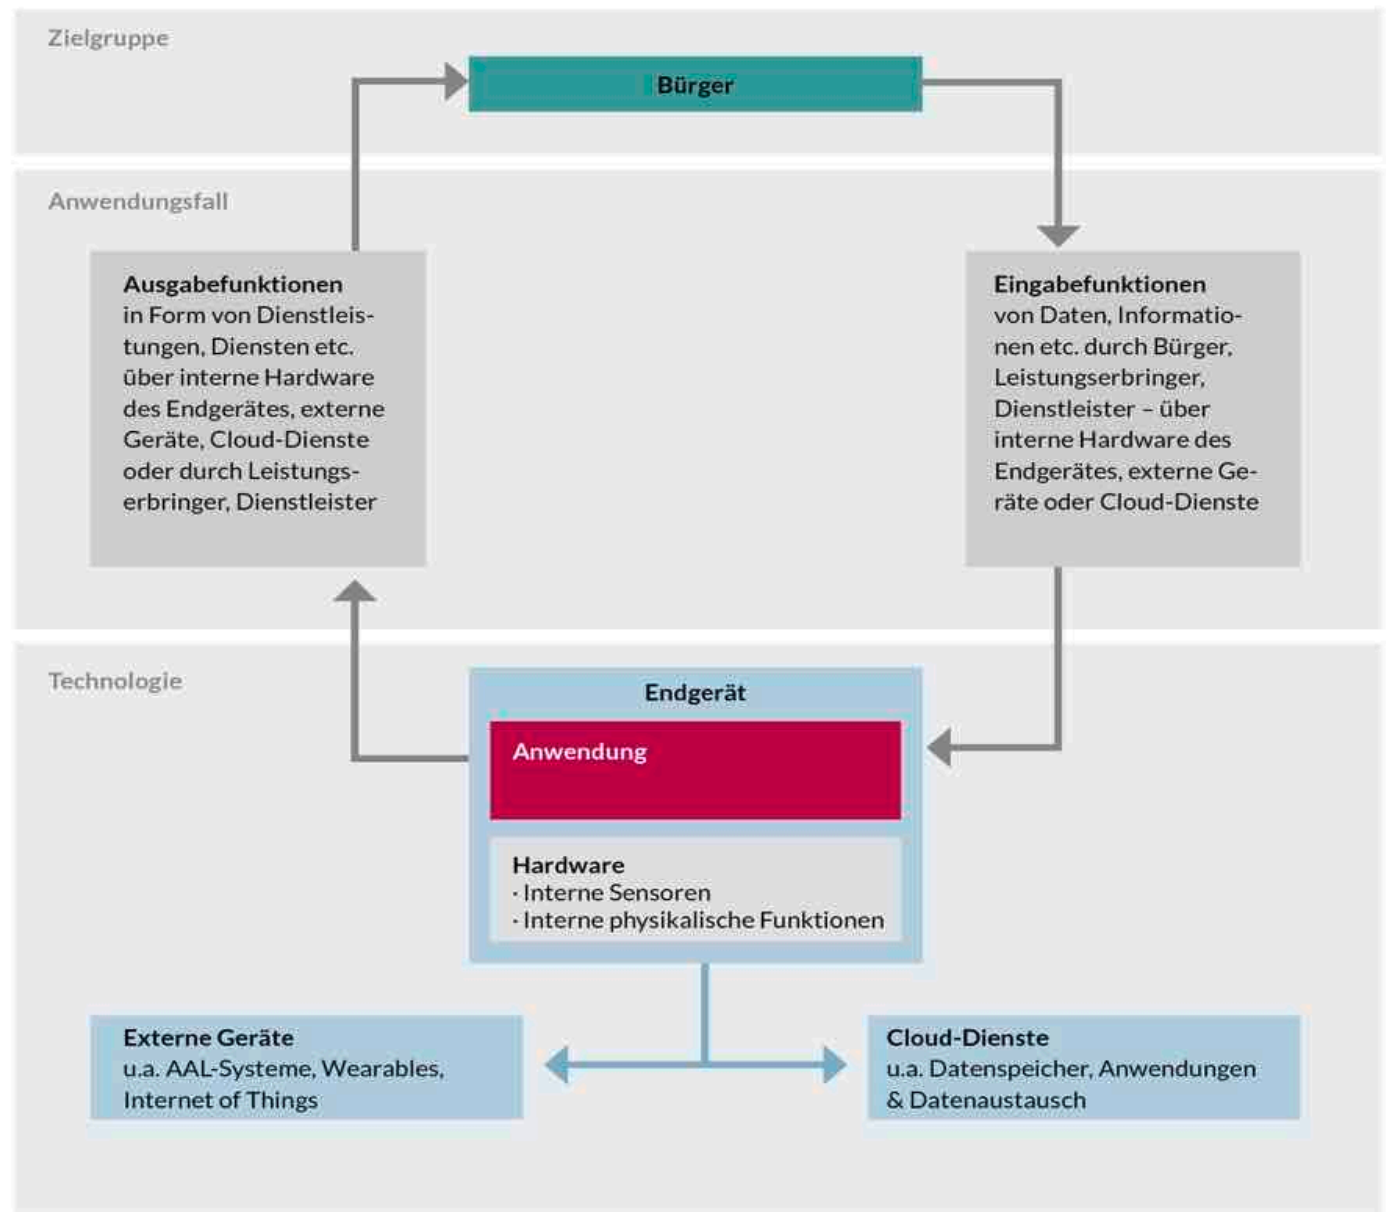 Zielgruppe
Bürger
Anwendungsfall
Ausgabefunktionen
in Form von Dienstleis-
tungen, Diensten etc.
über interne Hardware
des Endgerätes, externe
Geräte, Cloud-Dienste
oder durch Leistungs-
erbringer, Dienstleister
Eingabefunktionen
von Daten, Informatio-
nen etc. durch Bürger,
Leistungserbringer,
Dienstleister – über
interne Hardware des
Endgerätes, externe Ge-
räte oder Cloud-Dienste
Technologie
Endgerät
Anwendung
Hardware
· Interne Sensoren
· Interne physikalische Funktionen
Externe Geräte
u.a. AAL-Systeme, Wearables,
Internet of Things
Cloud-Dienste
u.a. Datenspeicher, Anwendungen
& Datenaustausch